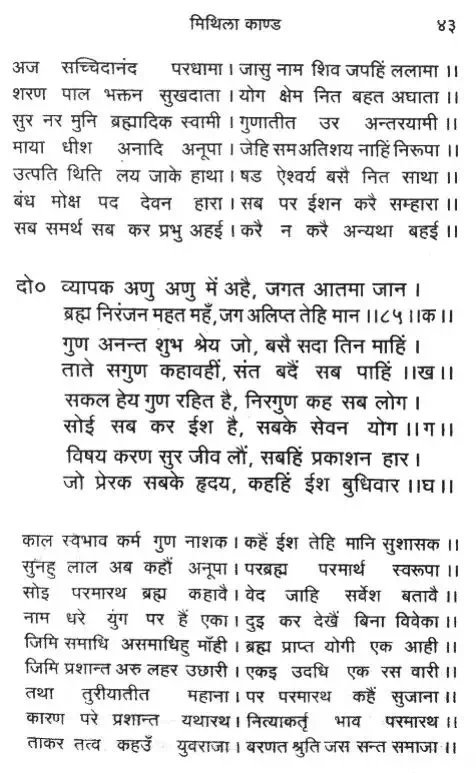 मिथिला काण्ड ४३
अज सच्चिदानंद परधामा । जासु नाम शिव जपहिं ललामा ।।
शरण पाल भक्तन सुखदाता । योग क्षेम नित बहत अघाता ।।
सुर नर मुनि ब्रह्मादिक स्वामी । गुणातीत उर अन्तरयामी ।।
माया धीश अनादि अनूपा । जेहि सम अतिशय नाहिं निरूपा ।।
उत्पति थिति लय जाके हाथा । षड ऐश्वर्य बसै नित साथा ।।
बंध मोक्ष पद देवन हारा । सब पर ईशन करै सम्हारा ।।
सब समर्थ सब कर प्रभु अहई । करै न करै अन्यथा बहई ।।
दो० व्यापक अणु अणु में अहै, जगत आतमा जान ।
ब्रह्म निरंजन महत महँ, जग अलिप्त तेहि मान ।।८५ ।।क।।
गुण अनन्त शुभ श्रेय जो, बसै सदा तिन माहिं ।
ताते सगुण कहावहीं, संत बदैं सब पाहिं ।।ख।।
सकल हेय गुण रहित है, निरगुण कह सब लोग ।
सोई सब कर ईश है, सबके सेवन योग ।।ग।।
विषय करण सुर जीव लौं, सबहिं प्रकाशन हार ।
जो प्रेरक सबके हृदय, कहहिं ईश बुधिवार ।।घ।।
काल स्वभाव कर्म गुण नाशक । कहैं ईश तेहि मानि सुशासक ।।
सुनहु लाल अब कहौं अनूपा । परब्रह्म परमार्थ स्वरूपा ।।
सोइ परमारथ ब्रह्म कहावै । वेद जाहि सर्वेश बतावै ।।
नाम धरे युंग पर हैं एका । दुइ कर देखैं बिना विवेका ।।
जिमि समाधि असमाधिहु माँही । ब्रह्म प्राप्त योगी एक आही ।।
जिमि प्रशान्त अरु लहर उछारी । एकइ उदधि एक रस वारी ।।
तथा तुरीयातीत महाना । पर परमारथ कहैं सुजाना ।।
कारण परे प्रशान्त यथारथ । नित्याकर्तृ भाव परमारथ ।।
ताकर तत्व कहउँ युवराजा । बरणत श्रुति जस सन्त समाजा ।।